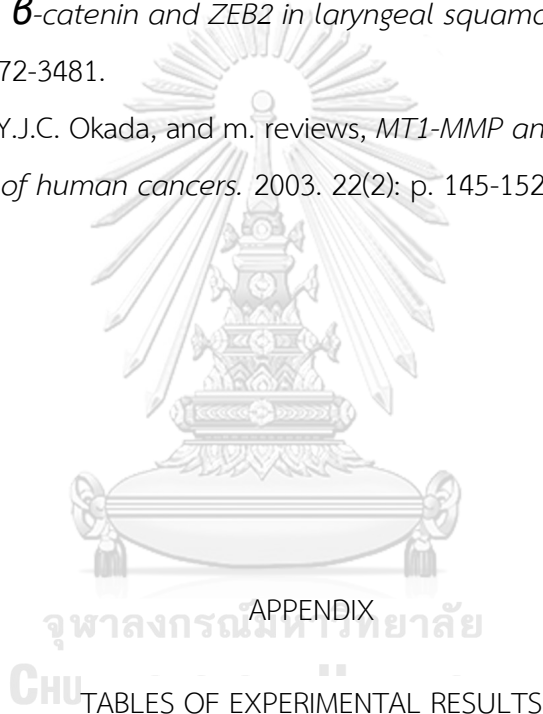 β-catenin and ZEB2 in laryngeal squamo
72-3481.
Y.J.C. Okada, and m. reviews, MT1-MMP an
of human cancers. 2003. 22(2): p. 145-152
APPENDIX
จุฬาลงกรณ์มหาวิทยาลัย
CHU
TABLES OF EXPERIMENTAL RESULTS